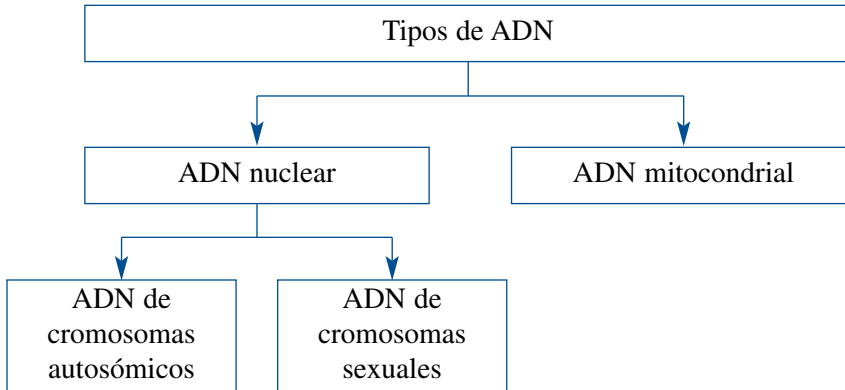 Tipos de ADN
ADN nuclear
ADN mitocondrial
ADN de
cromosomas
autosómicos
ADN de
cromosomas
sexuales